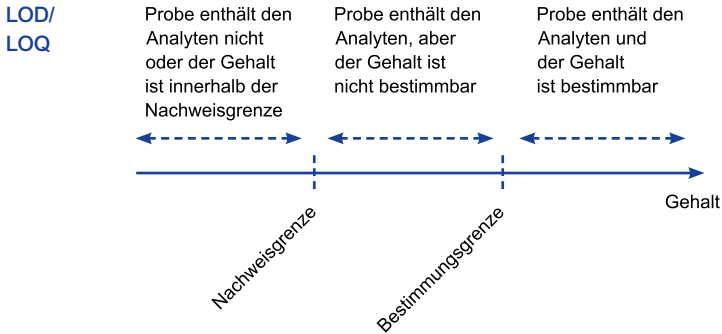 LOD/
LOQ
Probe enthält den
Analyten nicht
oder der Gehalt
ist innerhalb der
Nachweisgrenze
Probe enthält den
Analyten, aber
der Gehalt ist
nicht bestimmbar
Probe enthält den
Analyten und
der Gehalt
ist bestimmbar
Gehalt
Nachweisgrenze
Bestimmungsgrenze